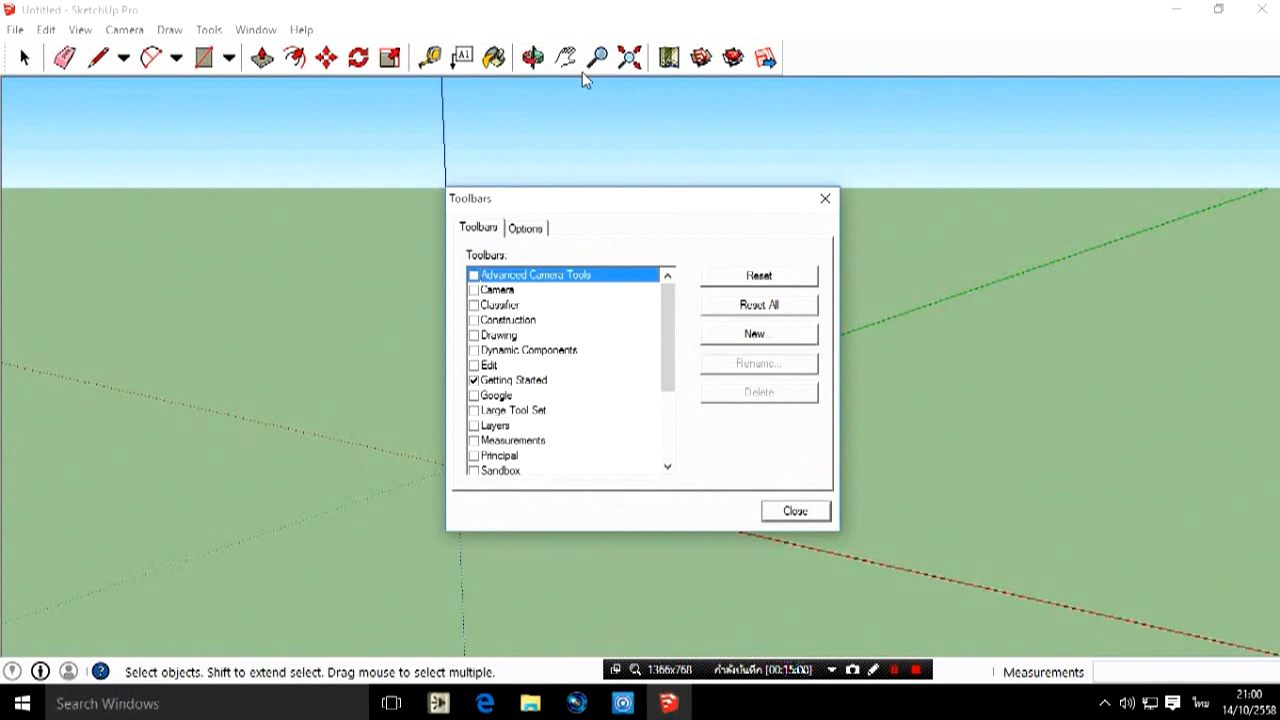 Untitled - SketchUp Pro
File Edit View Camera Draw Tools Window Help
A1
Toolbars
Toolbars Options
Toolbars:
Advanced Camera Tools
Camera
Classifier
Construction
Drawing
Dynamic Components
Edit
Getting Started
Google
Large Tool Set
Layers
Measurements
Principal
Sandbox
Reset
Reset All
New...
Rename...
Delete
Close
Select objects. Shift to extend select. Drag mouse to select multiple.
1366x768 กำลังบันทึก [00:15:00]
Measurements
Search Windows
ไทย
21:00
14/10/2558